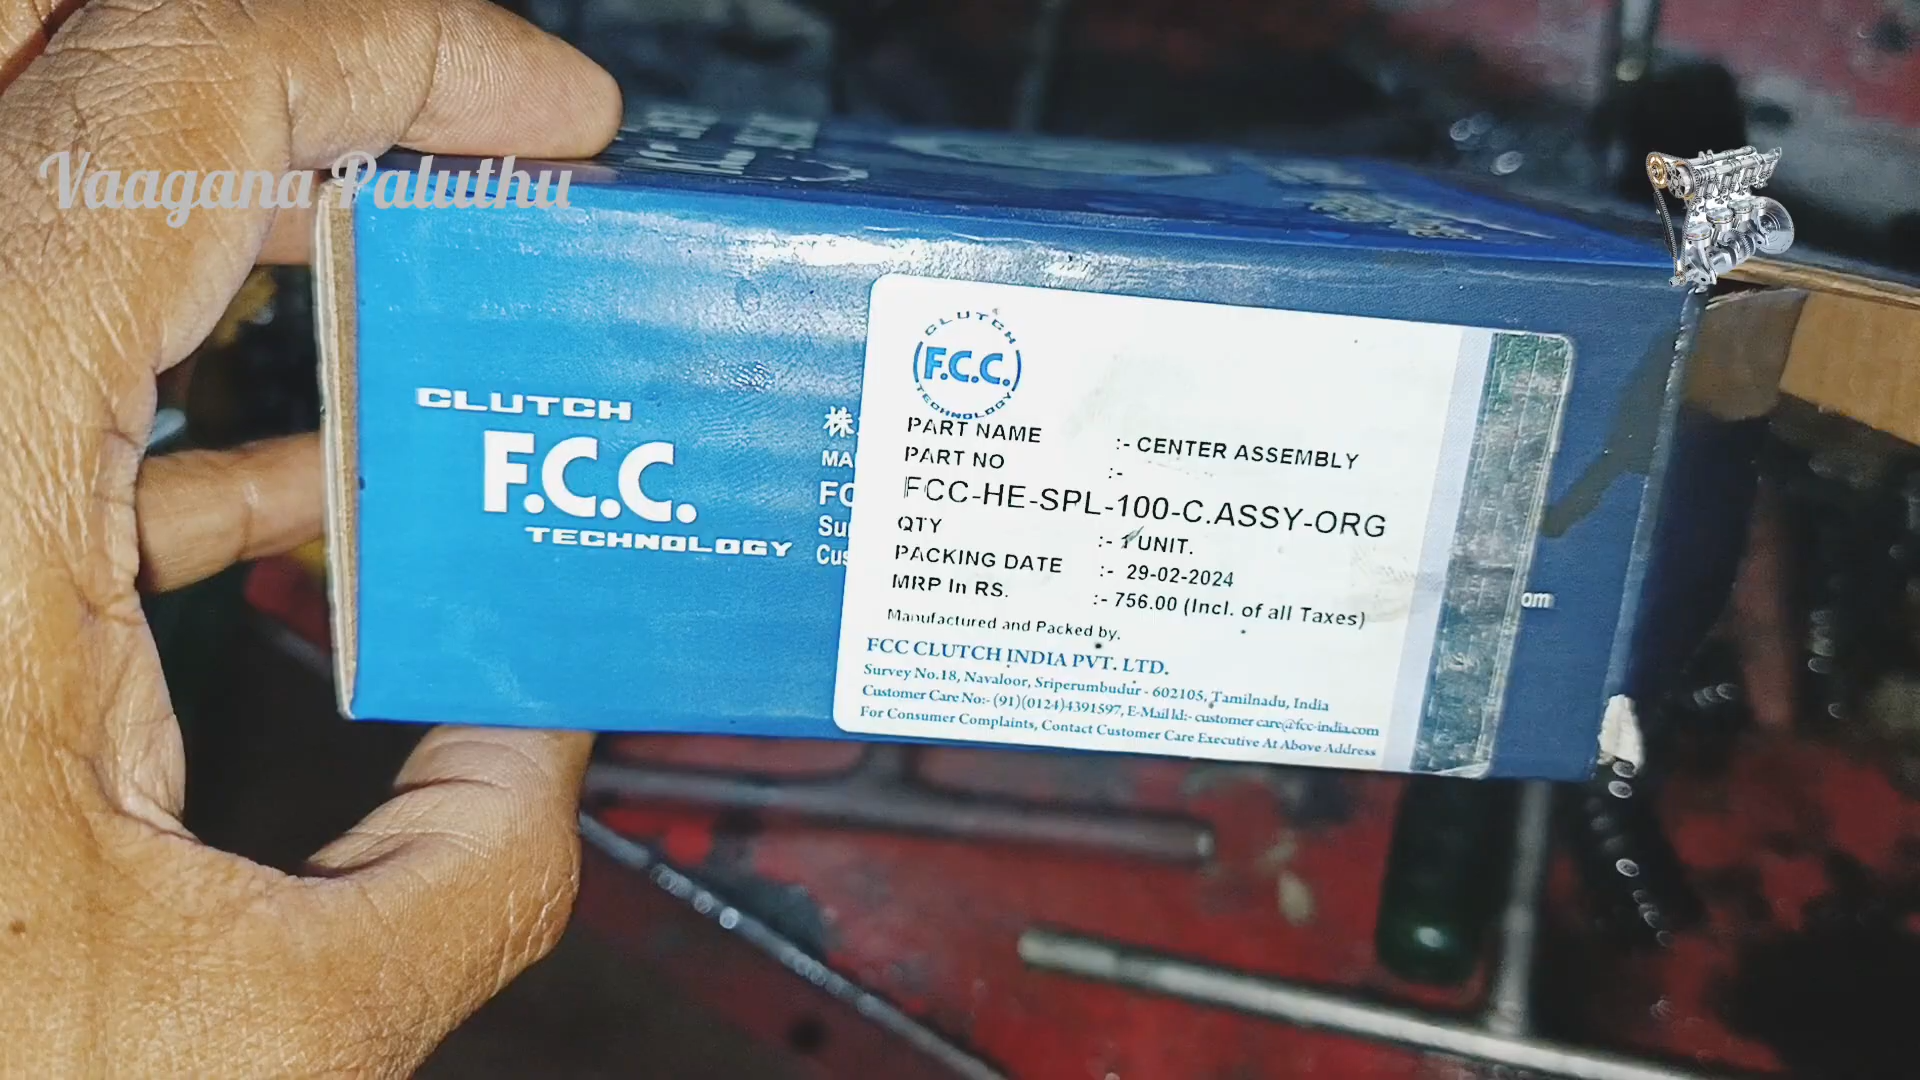 Vaagana Paluthu
CLUTCH
F.C.C.
TECHNOLOGY
株
MA
FC
Su
Cus
om
CLUTCH
(F.C.C.)
TECHNOLOGY
PART NAME :- CENTER ASSEMBLY
PART NO :-
FCC-HE-SPL-100-C.ASSY-ORG
QTY :- 1 UNIT.
PACKING DATE :- 29-02-2024
MRP In RS. :- 756.00 (Incl. of all Taxes)
Manufactured and Packed by.
FCC CLUTCH INDIA PVT. LTD.
Survey No.18, Navaloor, Sriperumbudur - 602105, Tamilnadu, India
Customer Care No:- (91)(0124)4391597, E-Mail Id:- customer care@fcc-india.com
For Consumer Complaints, Contact Customer Care Executive At Above Address